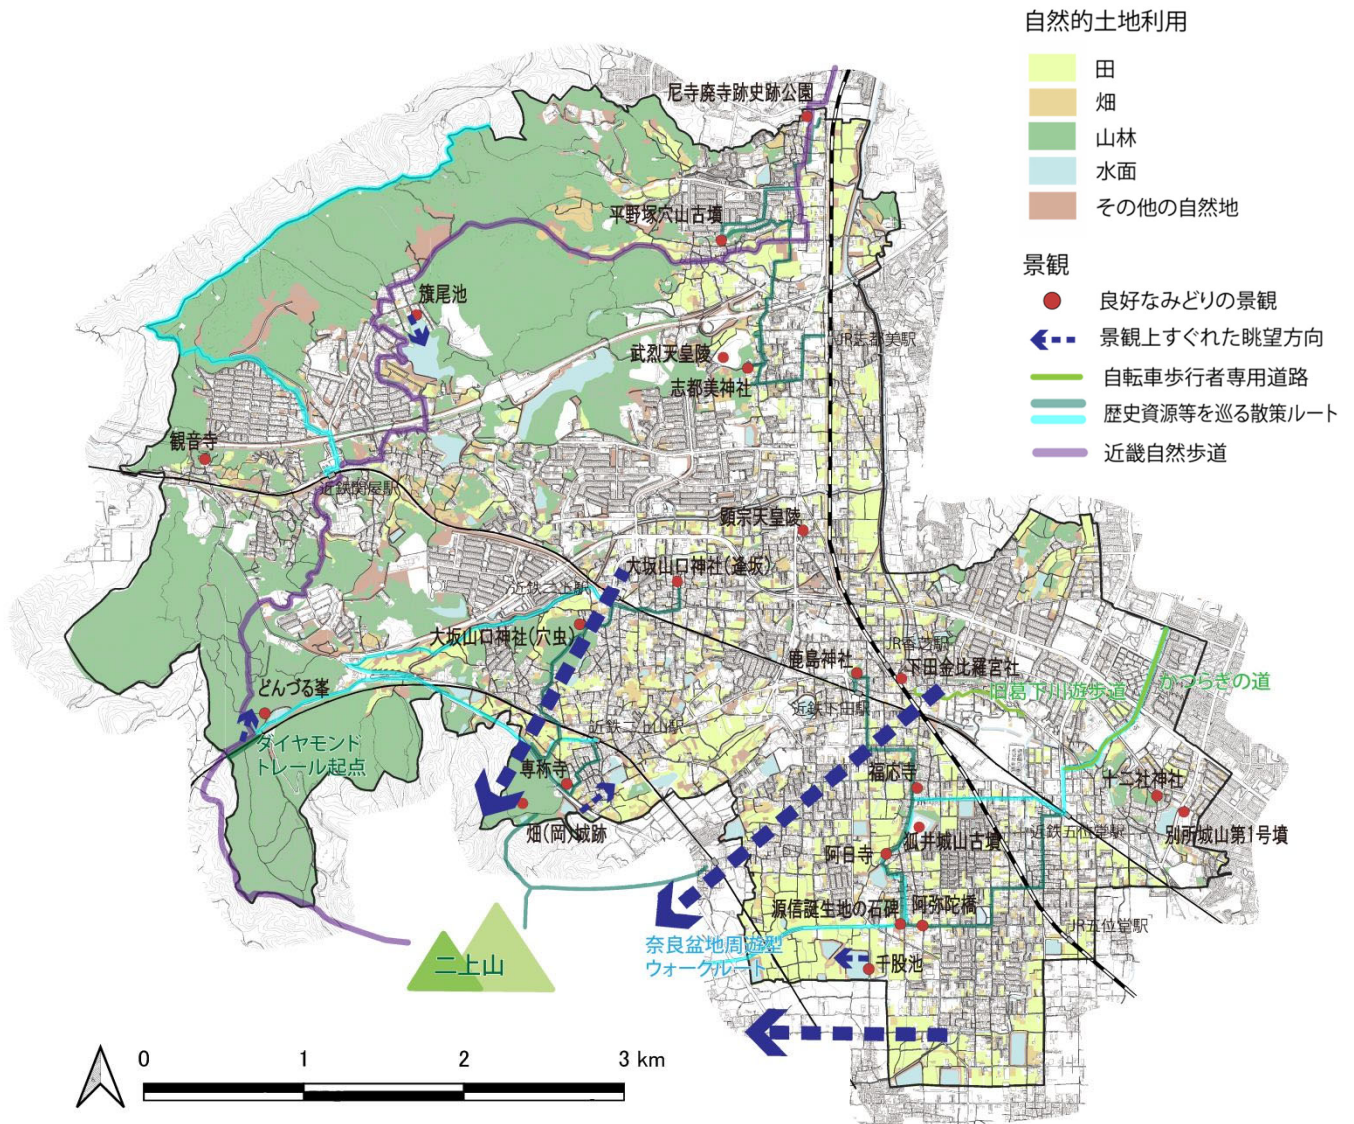 自然的土地利用
田
畑
山林
水面
その他の自然地
景観
良好なみどりの景観
景観上すぐれた眺望方向
自転車歩行者専用道路
歴史資源等を巡る散策ルート
近畿自然歩道
尼寺廃寺跡史跡公園
平野塚穴山古墳
旗尾池
武烈天皇陵
JR志都美駅
志都美神社
観音寺
近鉄関屋駅
顕宗天皇陵
大坂山口神社(逢坂)
近鉄二上駅
大坂山口神社(穴虫)
JR香芝駅
鹿島神社
下田金比羅宮社
旧葛下川遊歩道
かつらぎの道
どんづる峯
近鉄下田駅
近鉄二上山駅
ダイヤモンド
トレール起点
専称寺
福応寺
十二社神社
畑(岡)城跡
狐井城山古墳
近鉄五位堂駅
別所城山第1号墳
阿日寺
源信誕生地の石碑
阿弥陀橋
JR五位堂駅
奈良盆地周遊型
ウォークルート
千股池
二上山
0 1 2 3 km